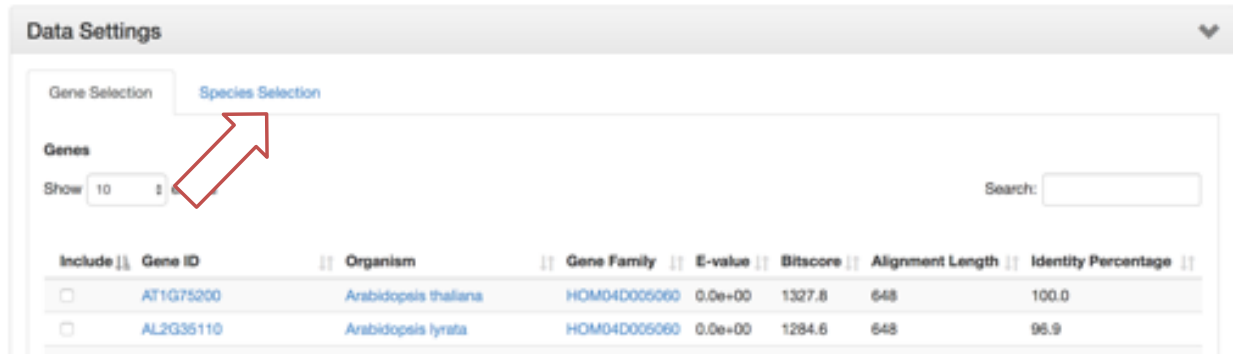 Data Settings
Gene Selection Species Selection
Genes
Show 10 Search:
Include Gene ID Organism Gene Family E-value Bitscore Alignment Length Identity Percentage
AT1G75200 Arabidopsis thaliana HOM04D005060 0.0e+00 1327.8 648 100.0
AL2G35110 Arabidopsis lyrata HOM04D005060 0.0e+00 1284.6 648 96.9